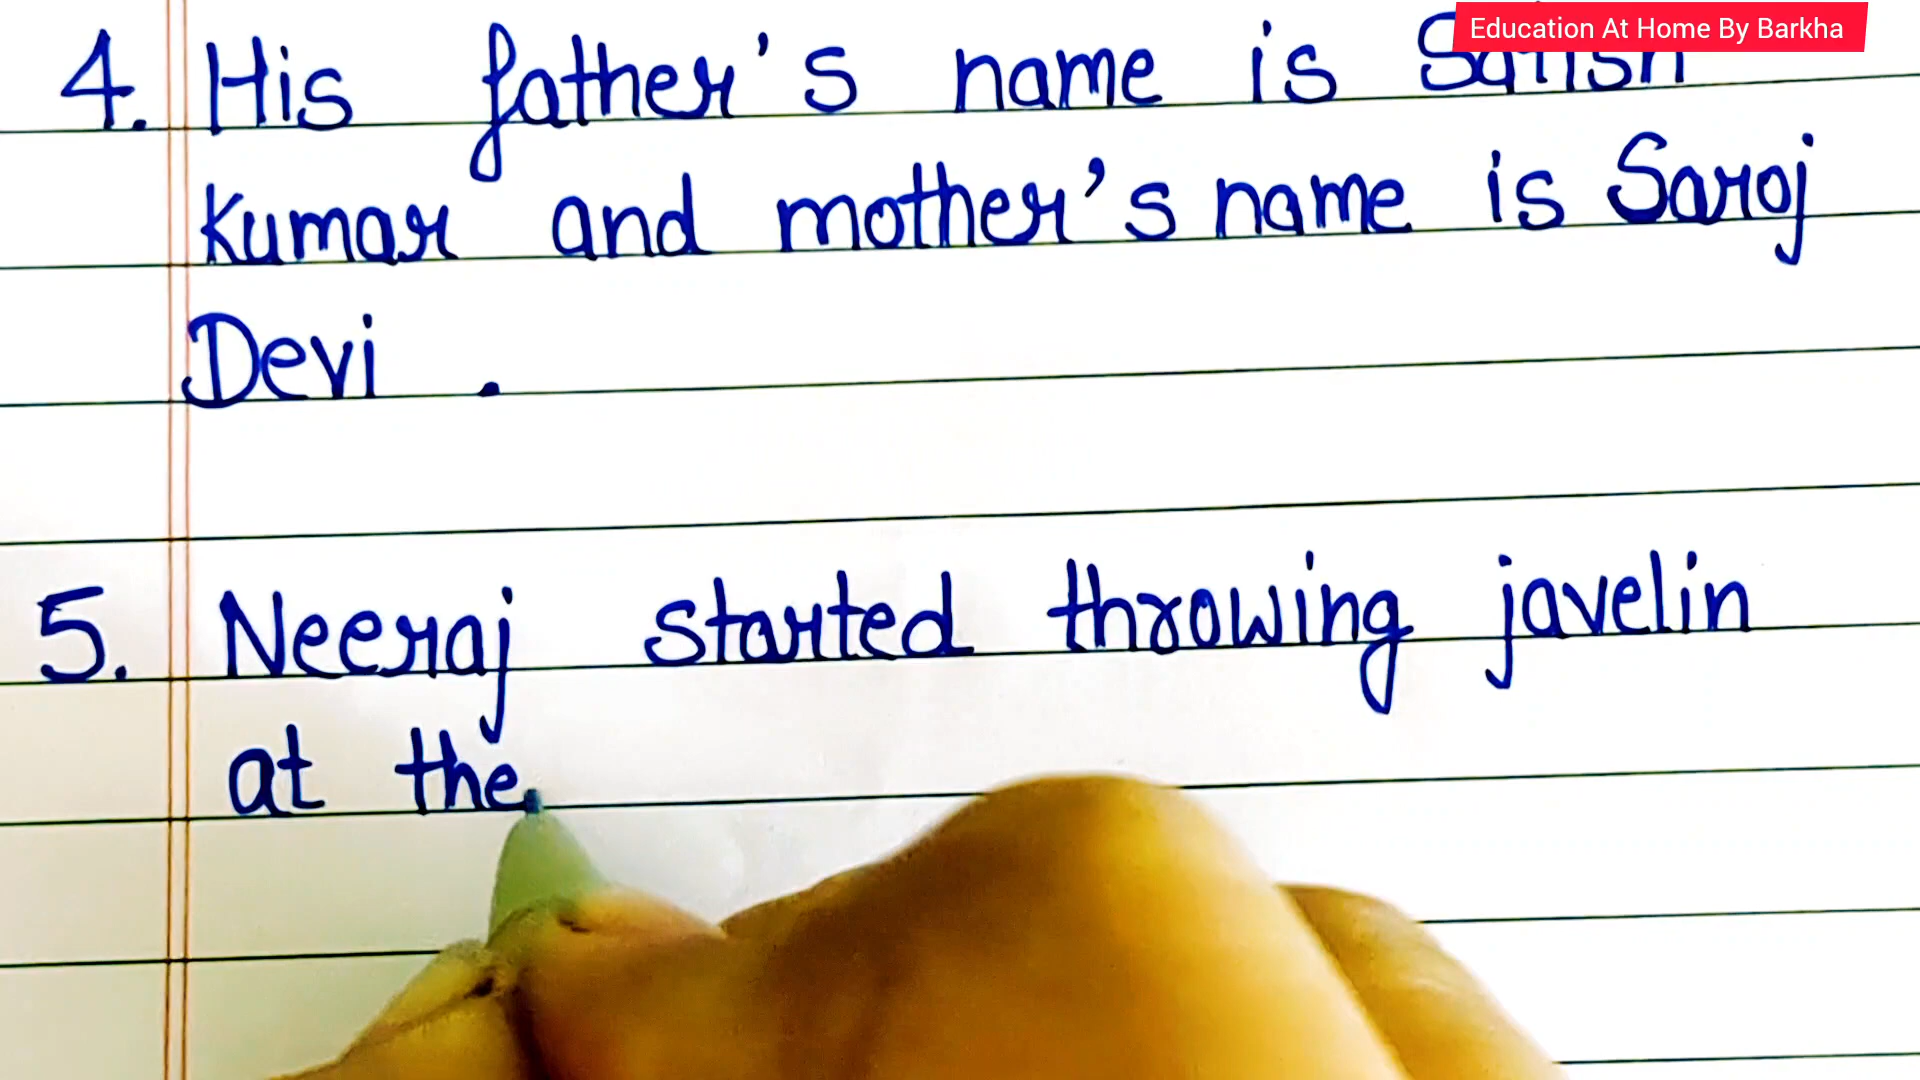 Education At Home By Barkha
4. His father's name is Satish
Kumar and mother's name is Saroj
Devi .
5. Neeraj started throwing javelin
at the